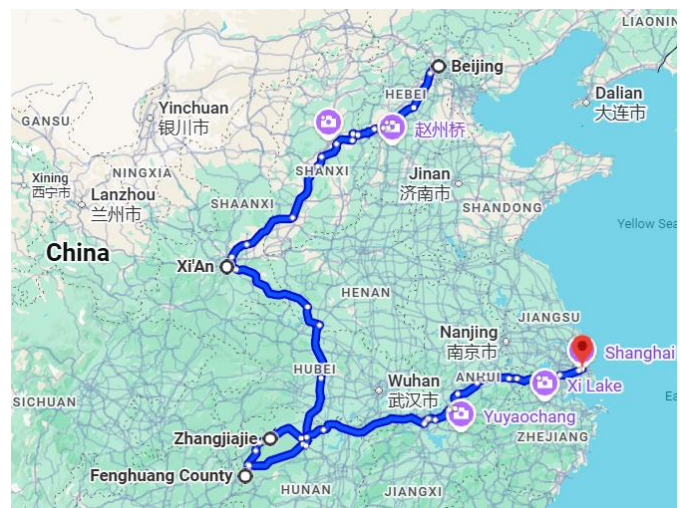 LIAONIN
Beijing
HEBEI
Dalian
大连市
GANSU
Yinchuan
银川市
赵州桥
Xining
西宁市
NINGXIA
SHANXI
Jinan
济南市
Lanzhou
兰州市
SHAANXI
SHANDONG
Yellow Sea
China
Xi'An
HENAN
JIANGSU
Nanjing
南京市
Shanghai
HUBEI
Wuhan
武汉市
ANHUI
Xi Lake
Ea
SICHUAN
Yuyaochang
Zhangjiajie
ZHEJIANG
Fenghuang County
HUNAN
JIANGXI